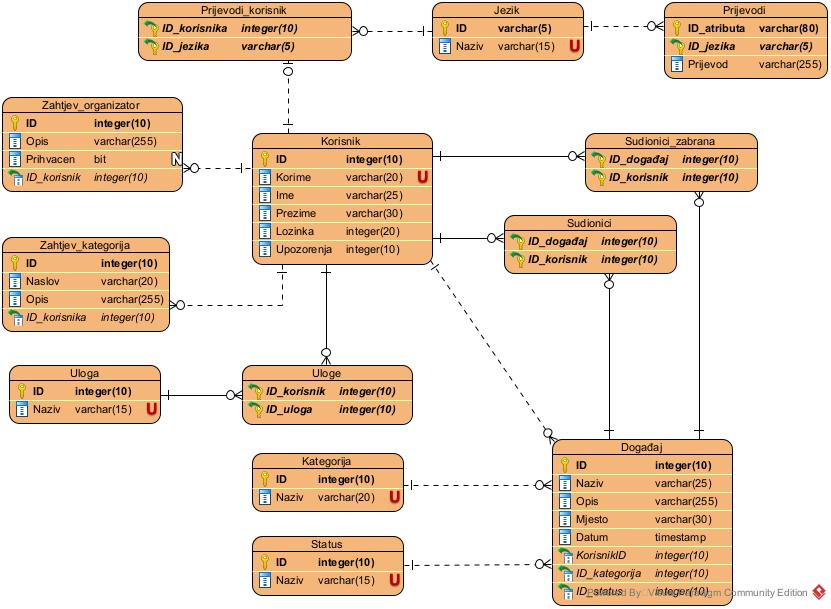 Prijevodi_korisnik
ID_korisnika integer(10)
ID_jezika varchar(5)
Jezik
ID varchar(5)
Naziv varchar(15) U
Prijevodi
ID_atributa varchar(80)
ID_jezika varchar(5)
Prijevod varchar(255)
Zahtjev_organizator
ID integer(10)
Opis varchar(255)
Prihvacen bit N
ID_korisnik integer(10)
Korisnik
ID integer(10)
Korime varchar(20) U
Ime varchar(25)
Prezime varchar(30)
Lozinka integer(20)
Upozorenja integer(10)
Sudionici_zabrana
ID_događaj integer(10)
ID_korisnik integer(10)
Sudionici
ID_događaj integer(10)
ID_korisnik integer(10)
Zahtjev_kategorija
ID integer(10)
Naslov varchar(20)
Opis varchar(255)
ID_korisnika integer(10)
Uloga
ID integer(10)
Naziv varchar(15) U
Uloge
ID_korisnik integer(10)
ID_uloga integer(10)
Kategorija
ID integer(10)
Naziv varchar(20) U
Status
ID integer(10)
Naziv varchar(15) U
Događaj
ID integer(10)
Naziv varchar(25)
Opis varchar(255)
Mjesto varchar(30)
Datum timestamp
KorisnikID integer(10)
ID_kategorija integer(10)
ID_status integer(10)
Powered By Visual Paradigm Community Edition